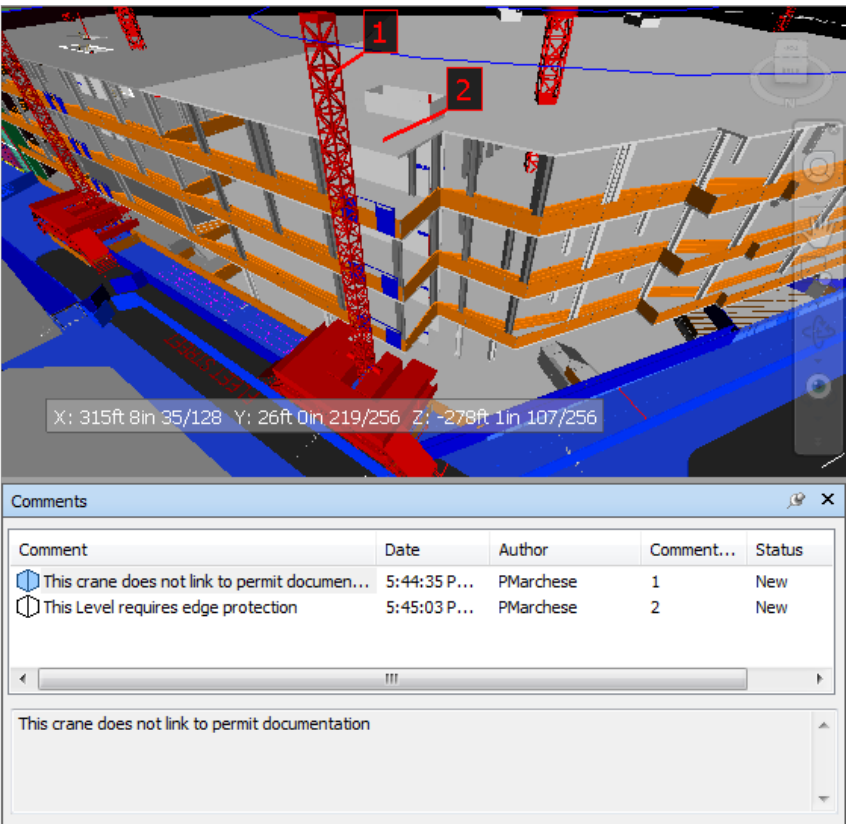 1
2
X: 315ft 8in 35/128 Y: 26ft 0in 219/256 Z: -278ft 1in 107/256
Comments
Comment Date Author Comment... Status
This crane does not link to permit documen... 5:44:35 P... PMarchese 1 New
This Level requires edge protection 5:45:03 P... PMarchese 2 New
This crane does not link to permit documentation